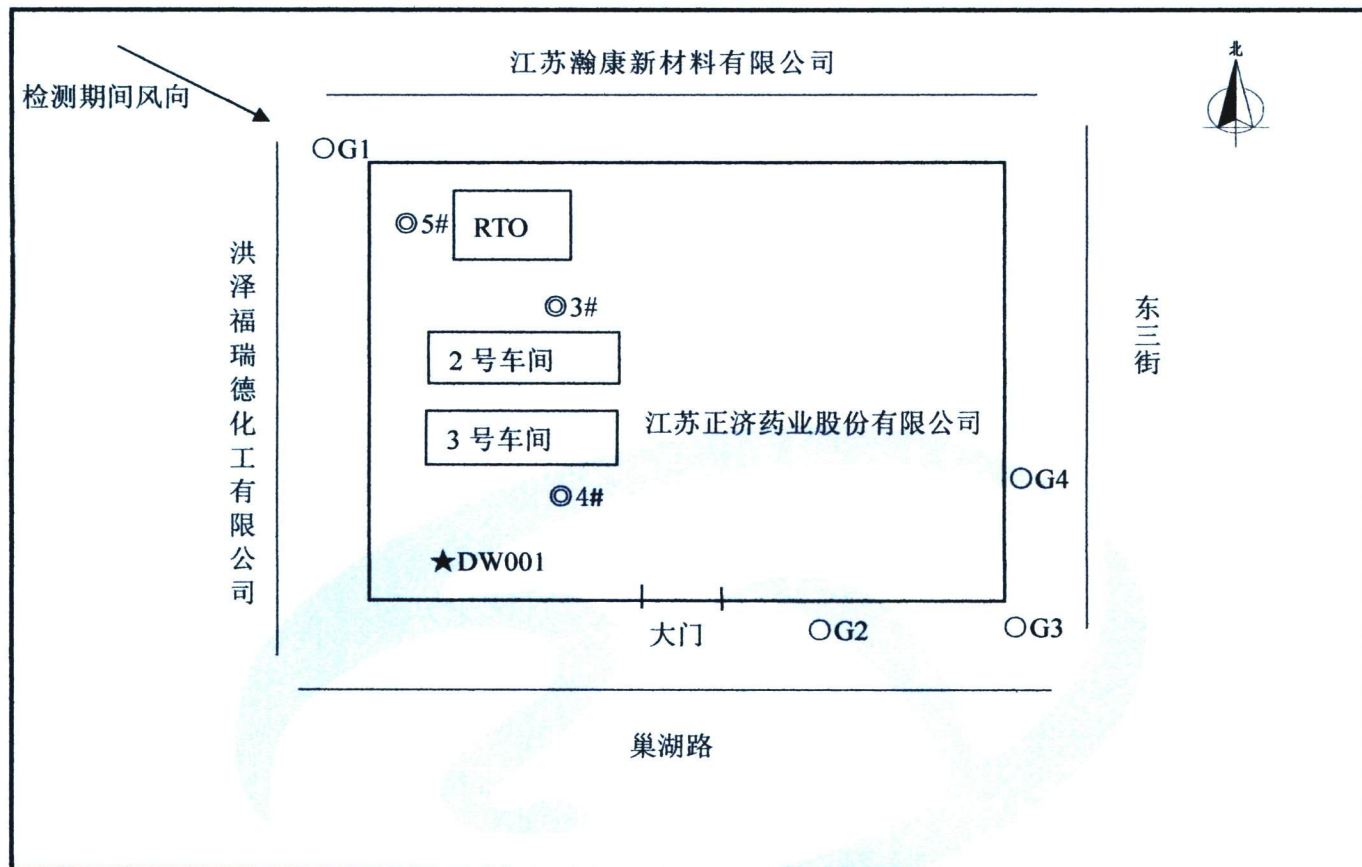 北
江苏瀚康新材料有限公司
检测期间风向
○G1
◎5#
RTO
洪泽福瑞德化工有限公司
◎3#
东三街
2 号车间
江苏正济药业股份有限公司
3 号车间
○G4
◎4#
★DW001
大门
○G2
○G3
巢湖路